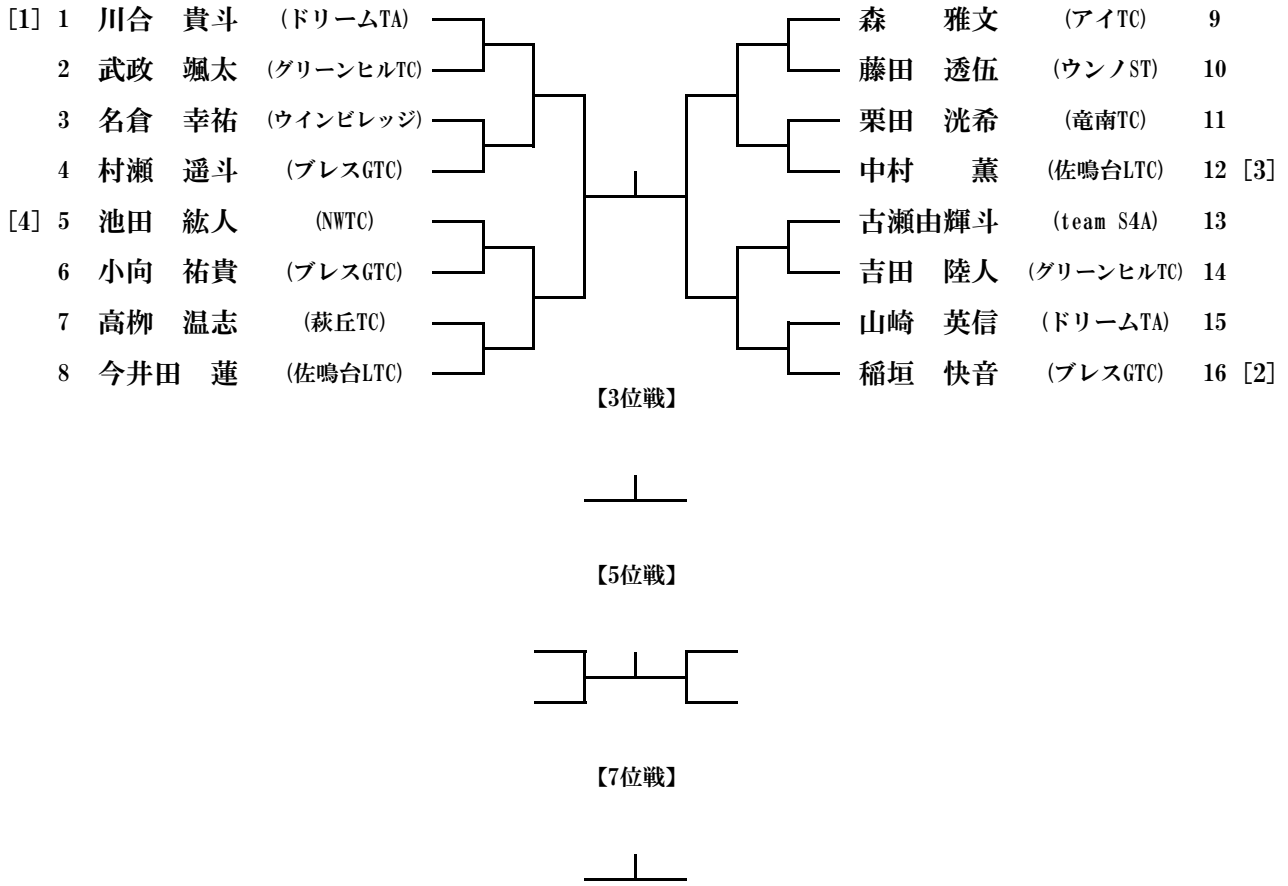 [1] 1 川合 貴斗 (ドリームTA) 森 雅文 (アイTC) 9
2 武政 颯太 (グリーンヒルTC) 藤田 透伍 (ウンノST) 10
3 名倉 幸祐 (ウインビレッジ) 栗田 洸希 (竜南TC) 11
4 村瀬 遥斗 (ブレスGTC) 中村 薫 (佐鳴台LTC) 12 [3]
[4] 5 池田 紘人 (NWTC) 古瀬由輝斗 (team S4A) 13
6 小向 祐貴 (ブレスGTC) 吉田 陸人 (グリーンヒルTC) 14
7 高栁 温志 (萩丘TC) 山崎 英信 (ドリームTA) 15
8 今井田 蓮 (佐鳴台LTC) 稲垣 快音 (ブレスGTC) 16 [2]
【3位戦】
【5位戦】
【7位戦】